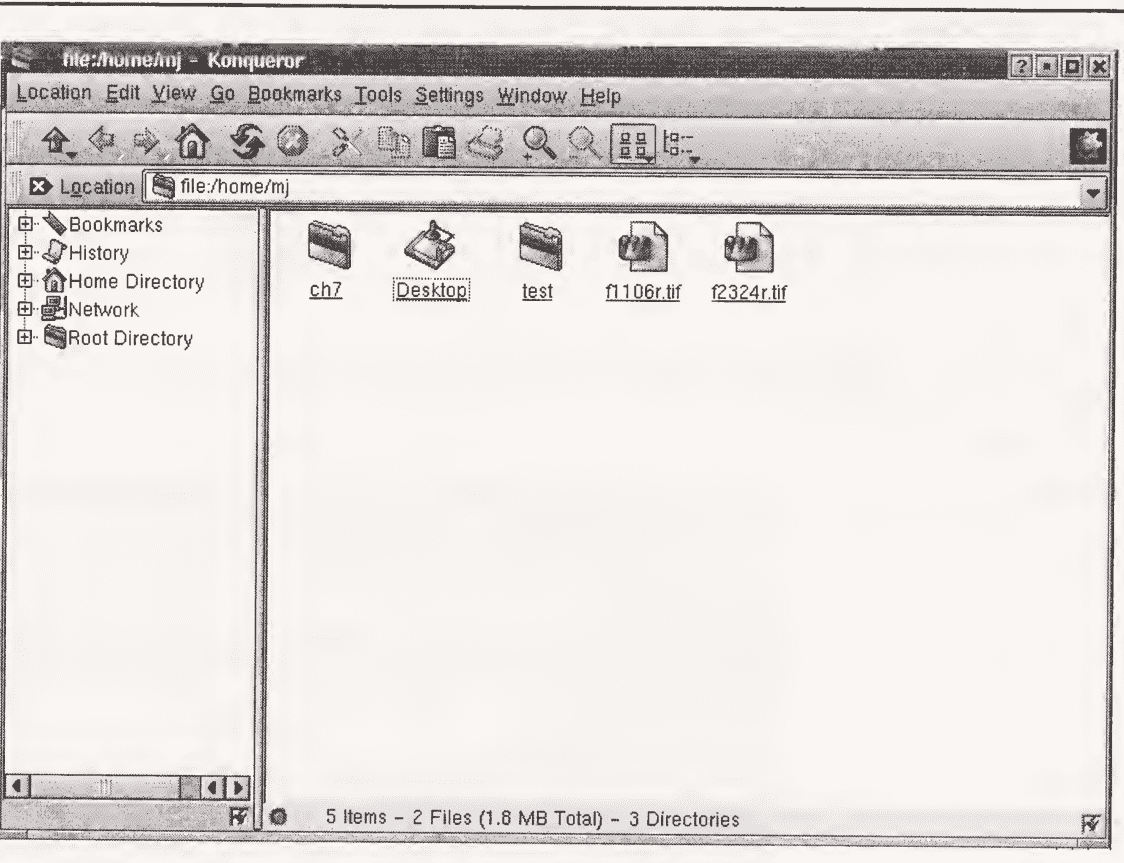 file:/home/mj - Konqueror
Location Edit View Go Bookmarks Tools Settings Window Help
Location file:/home/mj
Bookmarks
History
Home Directory
Network
Root Directory
ch7 Desktop test f1106r.tif f2324r.tif
5 Items - 2 Files (1.8 MB Total) - 3 Directories